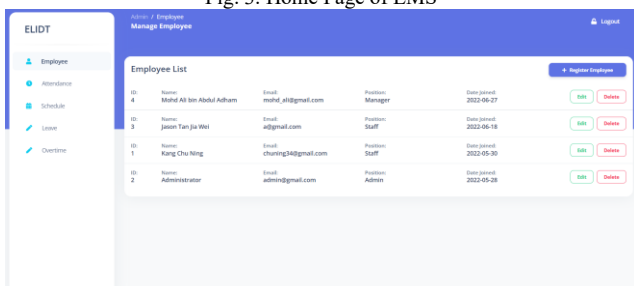 Fig. 3. Home Page of EMS
ELIDT
Admin / Employee
Manage Employee
Logout
Employee
Attendance
Schedule
Leave
Overtime
Employee List
+ Register Employee
ID: Name: Email: Position: Date Joined:
4 Mohd Ali bin Abdul Adham mohd_ali@gmail.com Manager 2022-06-27 Edit Delete
ID: Name: Email: Position: Date Joined:
3 Jason Tan Jia Wei a@gmail.com Staff 2022-06-18 Edit Delete
ID: Name: Email: Position: Date Joined:
1 Kang Chu Ning chuning34@gmail.com Staff 2022-05-30 Edit Delete
ID: Name: Email: Position: Date Joined:
2 Administrator admin@gmail.com Admin 2022-05-28 Edit Delete